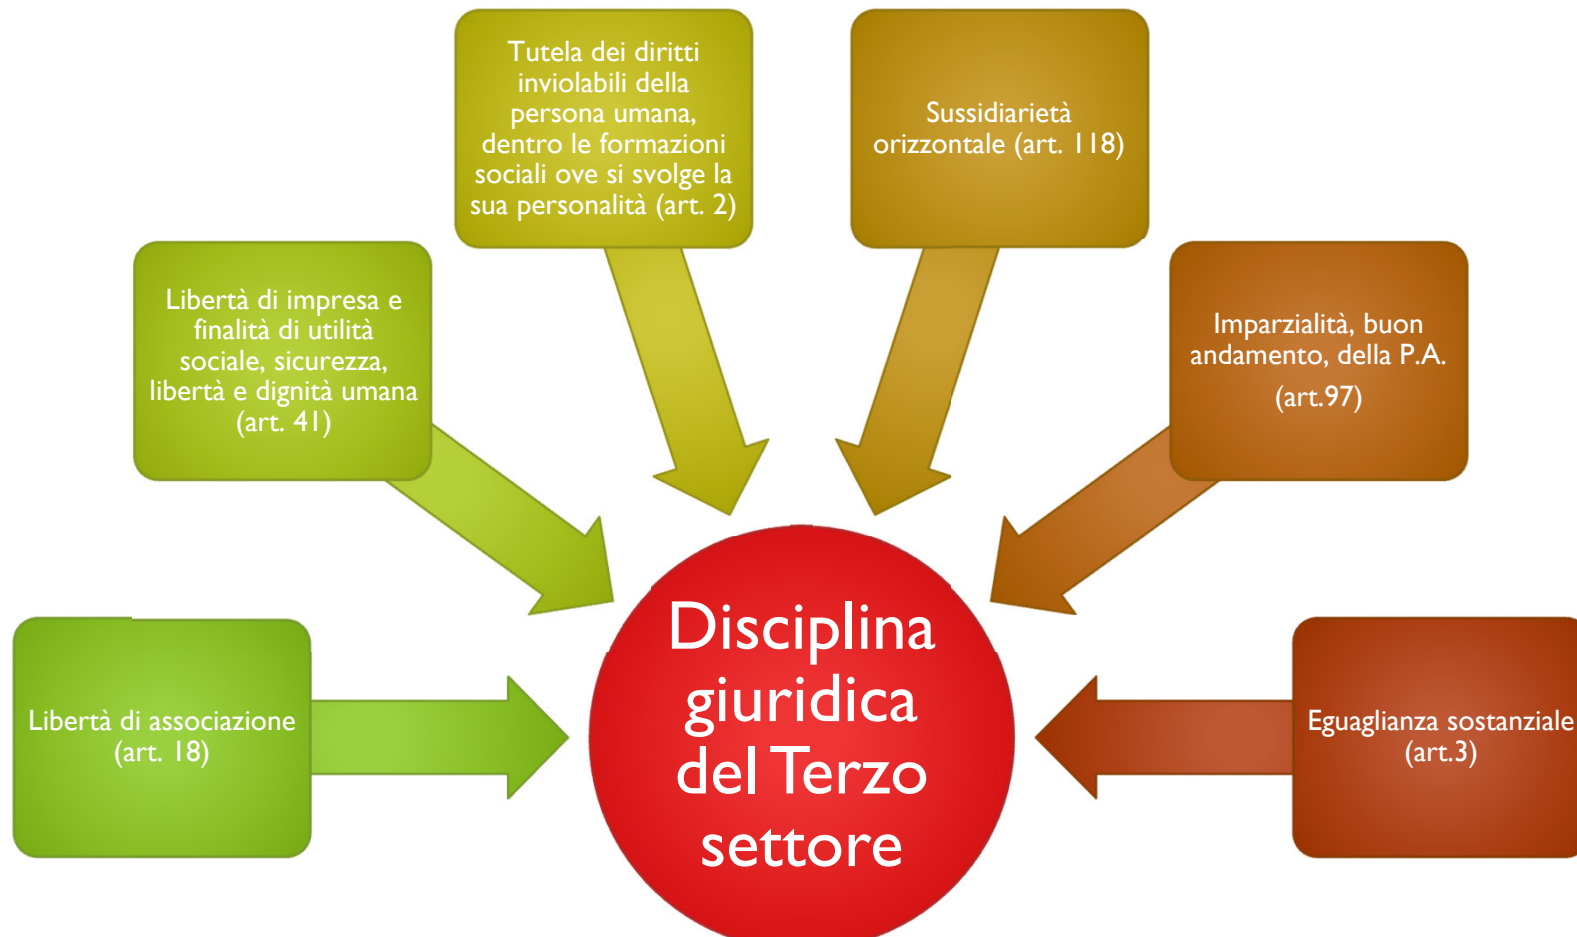 Tutela dei diritti
inviolabili della
persona umana,
dentro le formazioni
sociali ove si svolge la
sua personalità (art. 2)
Sussidiarietà
orizzontale (art. 118)
Libertà di impresa e
finalità di utilità
sociale, sicurezza,
libertà e dignità umana
(art. 41)
Imparzialità, buon
andamento, della P.A.
(art.97)
Libertà di associazione
(art. 18)
Disciplina
giuridica
del Terzo
settore
Eguaglianza sostanziale
(art.3)